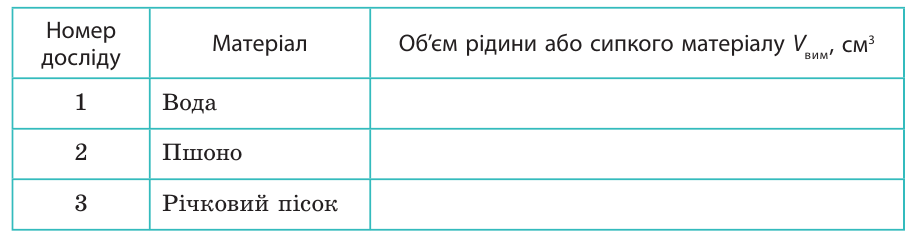 Номер
досліду
Матеріал
Об’єм рідини або сипкого матеріалу Vвим, см³
1 Вода
2 Пшоно
3 Річковий пісок